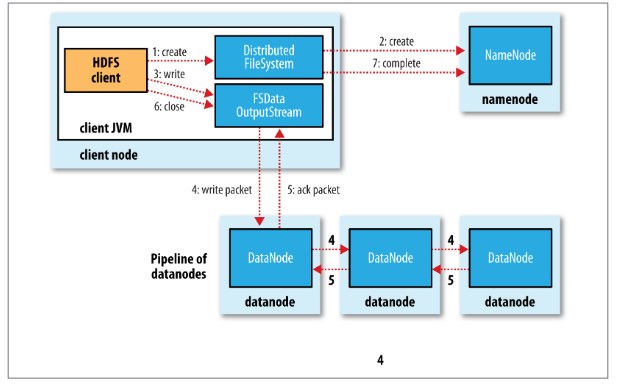 HDFS
client
1: create
3: write
6: close
Distributed
FileSystem
FSData
OutputStream
client JVM
client node
2: create
7: complete
NameNode
namenode
4: write packet
5: ack packet
Pipeline of
datanodes
DataNode
datanode
4
5
DataNode
datanode
4
5
DataNode
datanode
4